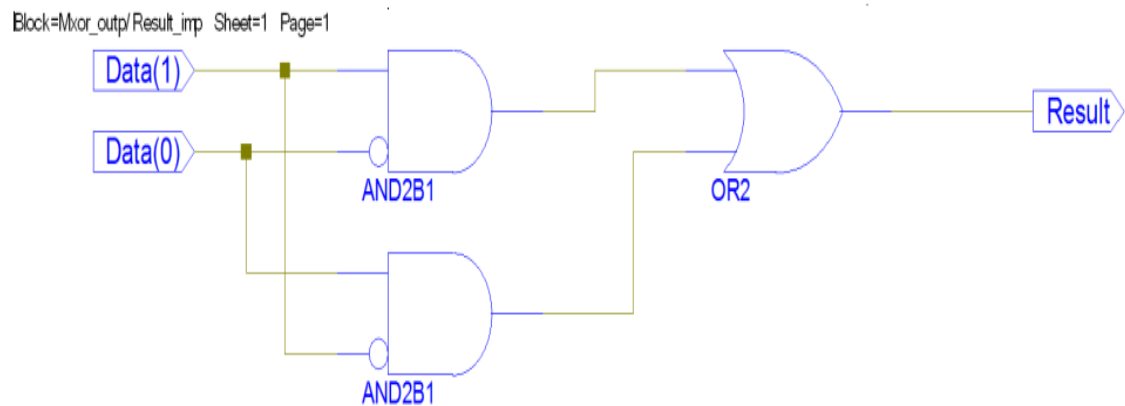 Block=Mxor_outp/ Result_imp Sheet=1 Page=1
Data(1)
Data(0)
AND2B1
OR2
Result
AND2B1